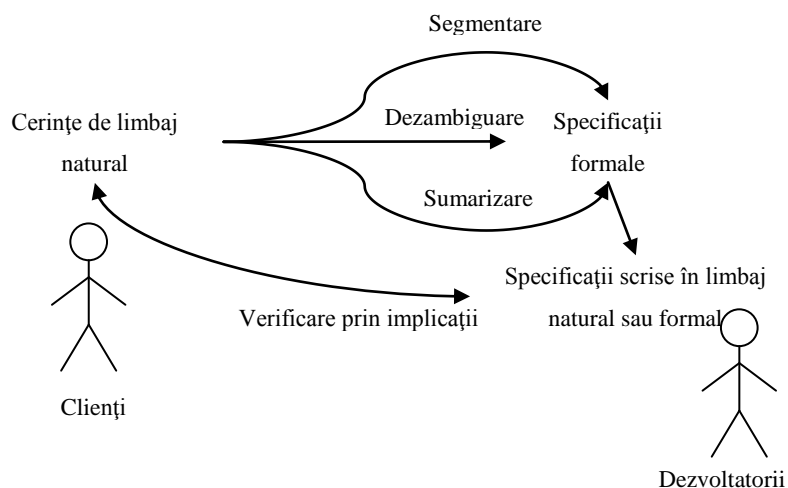 Segmentare
Cerinţe de limbaj
natural
Dezambiguare
Specificaţii
formale
Sumarizare
Specificaţii scrise în limbaj
natural sau formal
Verificare prin implicaţii
Clienţi
Dezvoltatorii